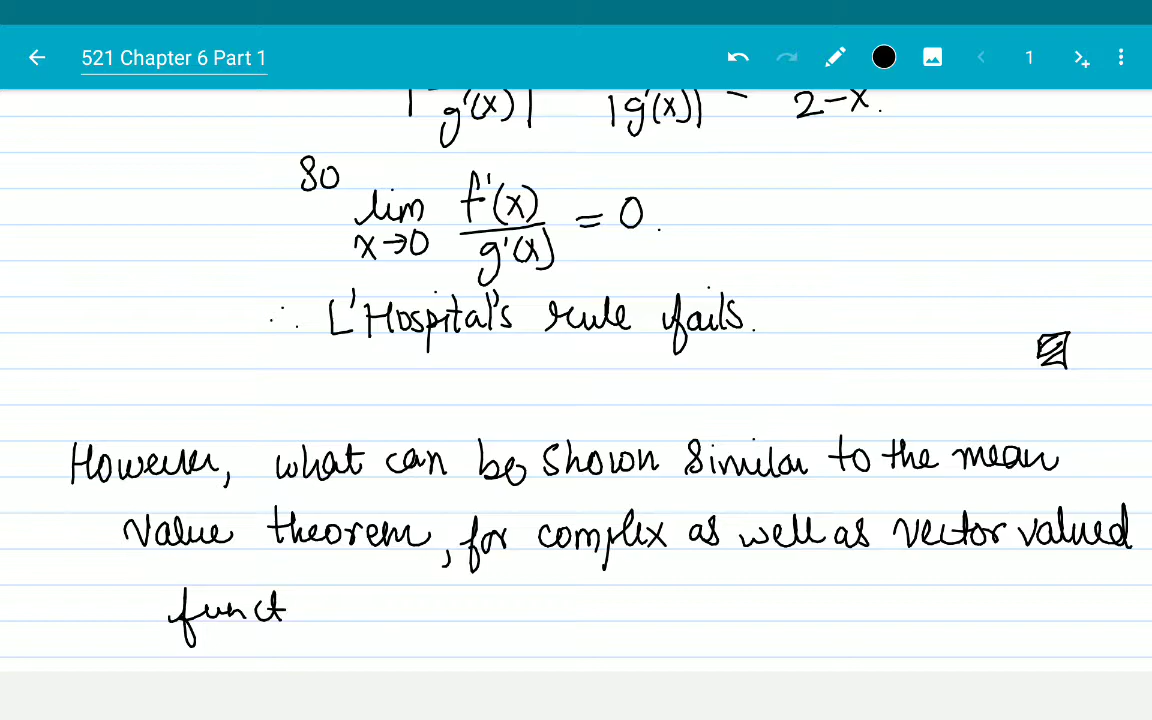 521 Chapter 6 Part 1
1
|g'(x)| |g'(x)| 2-x.
So
lim f'(x)/g'(x) = 0.
x→0
∴ L'Hospital's rule fails.
However, what can be shown similar to the mean
value theorem, for complex as well as vector valued
funct